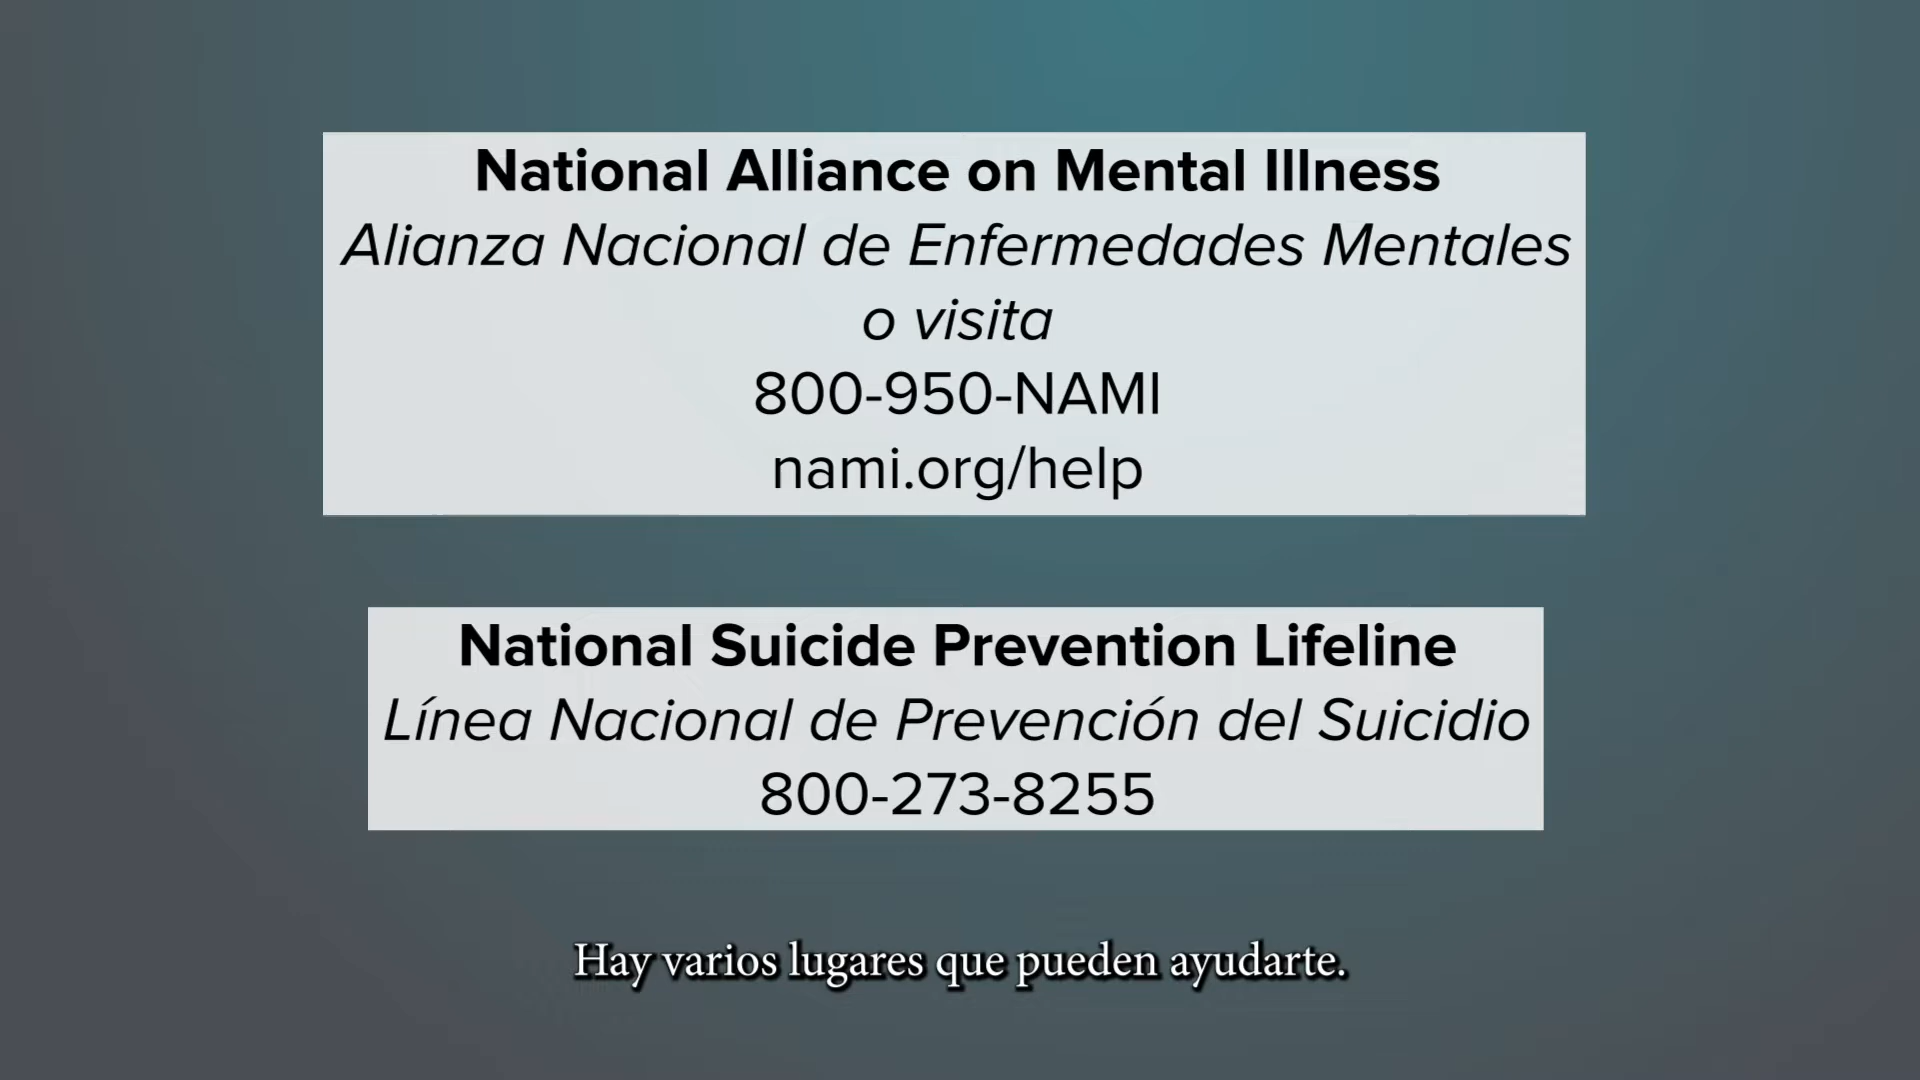 National Alliance on Mental Illness
Alianza Nacional de Enfermedades Mentales
o visita
800-950-NAMI
nami.org/help
National Suicide Prevention Lifeline
Línea Nacional de Prevención del Suicidio
800-273-8255
Hay varios lugares que pueden ayudarte.